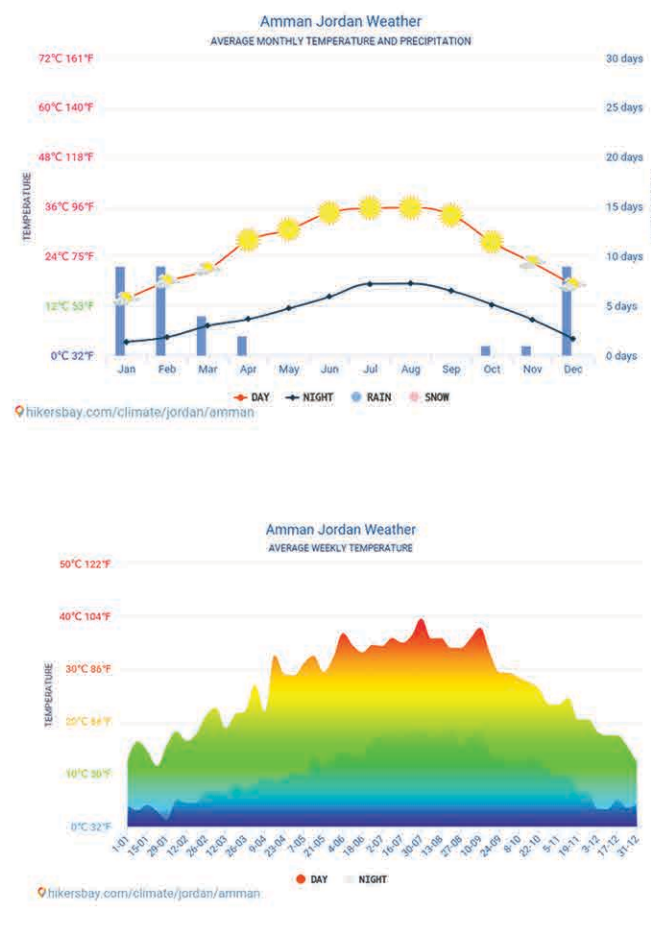 Amman Jordan Weather
AVERAGE MONTHLY TEMPERATURE AND PRECIPITATION
72°C 161°F
30 days
60°C 140°F
25 days
48°C 118°F
20 days
36°C 96°F
15 days
24°C 75°F
10 days
12°C 53°F
5 days
0°C 32°F
0 days
TEMPERATURE
Jan Feb Mar Apr May Jun Jul Aug Sep Oct Nov Dec
DAY NIGHT RAIN SNOW
hikersbay.com/climate/jordan/amman
Amman Jordan Weather
AVERAGE WEEKLY TEMPERATURE
50°C 122°F
40°C 104°F
30°C 86°F
10°C
0°C 32°F
TEMPERATURE
1-01 15-01 29-01 12-02 26-02 12-03 26-03 9-04 23-04 7-05 21-05 4-06 18-06 2-07 16-07 30-07 13-08 27-08 10-09 24-09 8-10 22-10 5-11 19-11 3-12 17-12 31-12
DAY NIGHT
hikersbay.com/climate/jordan/amman